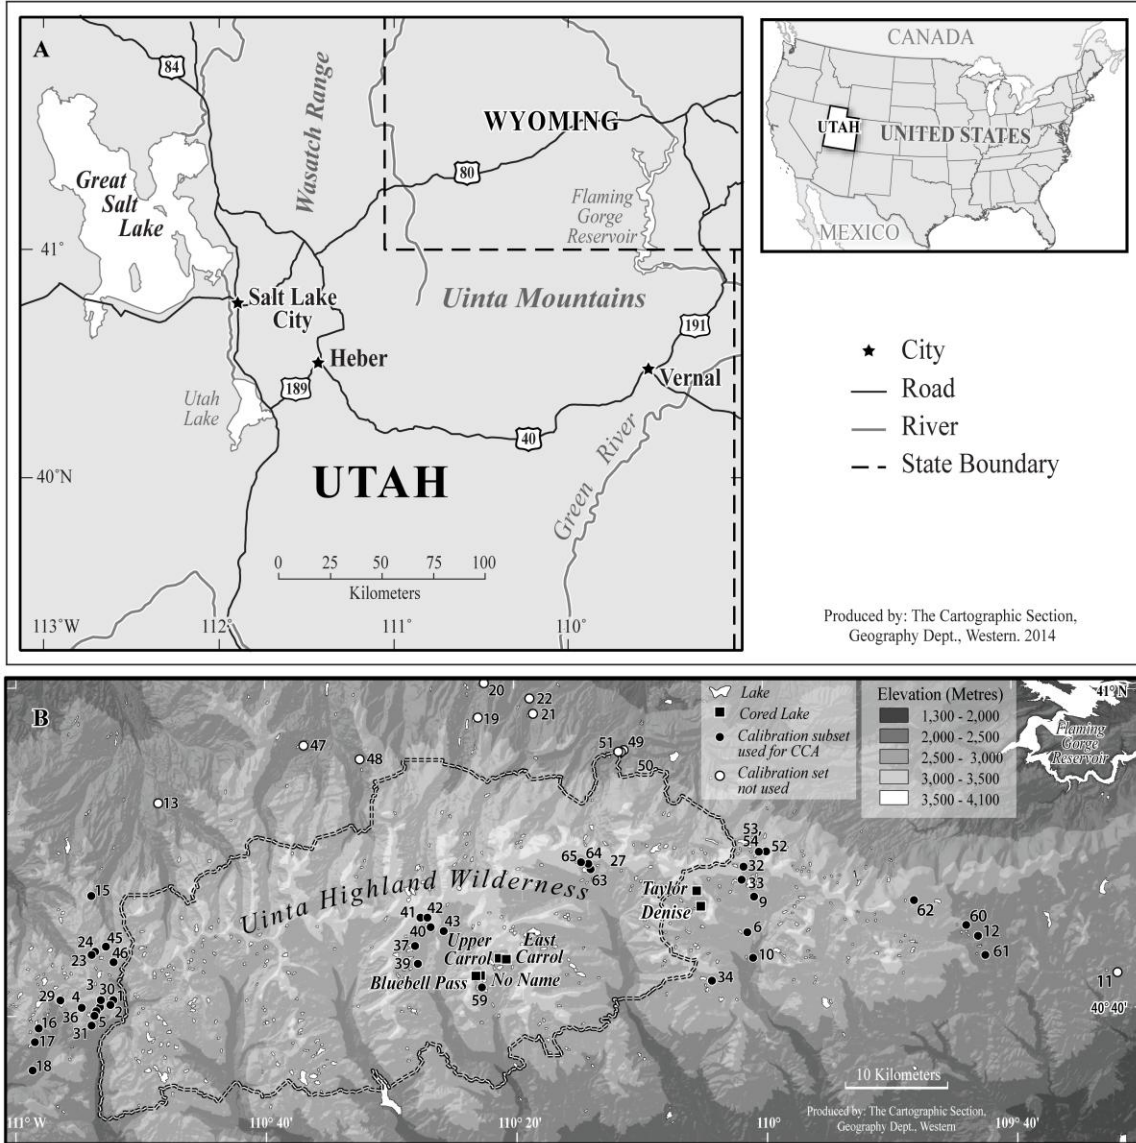 A
84
Wasatch Range
WYOMING
80
Great
Salt
Lake
Flaming
Gorge
Reservoir
41°
Salt Lake
City
Uinta Mountains
191
Heber
Vernal
189
Utah
Lake
40
Green River
UTAH
40°N
0 25 50 75 100
Kilometers
113°W
112°
111°
110°
CANADA
UTAH
UNITED STATES
MEXICO
City
Road
River
State Boundary
Produced by: The Cartographic Section,
Geography Dept., Western. 2014
B
20
22
19
21
47
48
51
49
50
13
Lake
Cored Lake
Calibration subset
used for CCA
Calibration set
not used
Elevation (Metres)
1,300 - 2,000
2,000 - 2,500
2,500 - 3,000
3,000 - 3,500
3,500 - 4,100
41° N
Flaming
Gorge
Reservoir
53,
54
52
32
33
9
65
64
27
63
15
Uinta Highland Wilderness
Taylor
Denise
62
60
12
61
41
42
40
43
37
39
24
45
23
46
Upper
Carrol
East
Carrol
Bluebell Pass
No Name
59
6
10
34
11
40°40'
3
30
29
4
1
2
36
5
16
31
17
18
10 Kilometers
Produced by: The Cartographic Section,
Geography Dept., Western
111° W
110°40'
110°20'
110°
109°40'